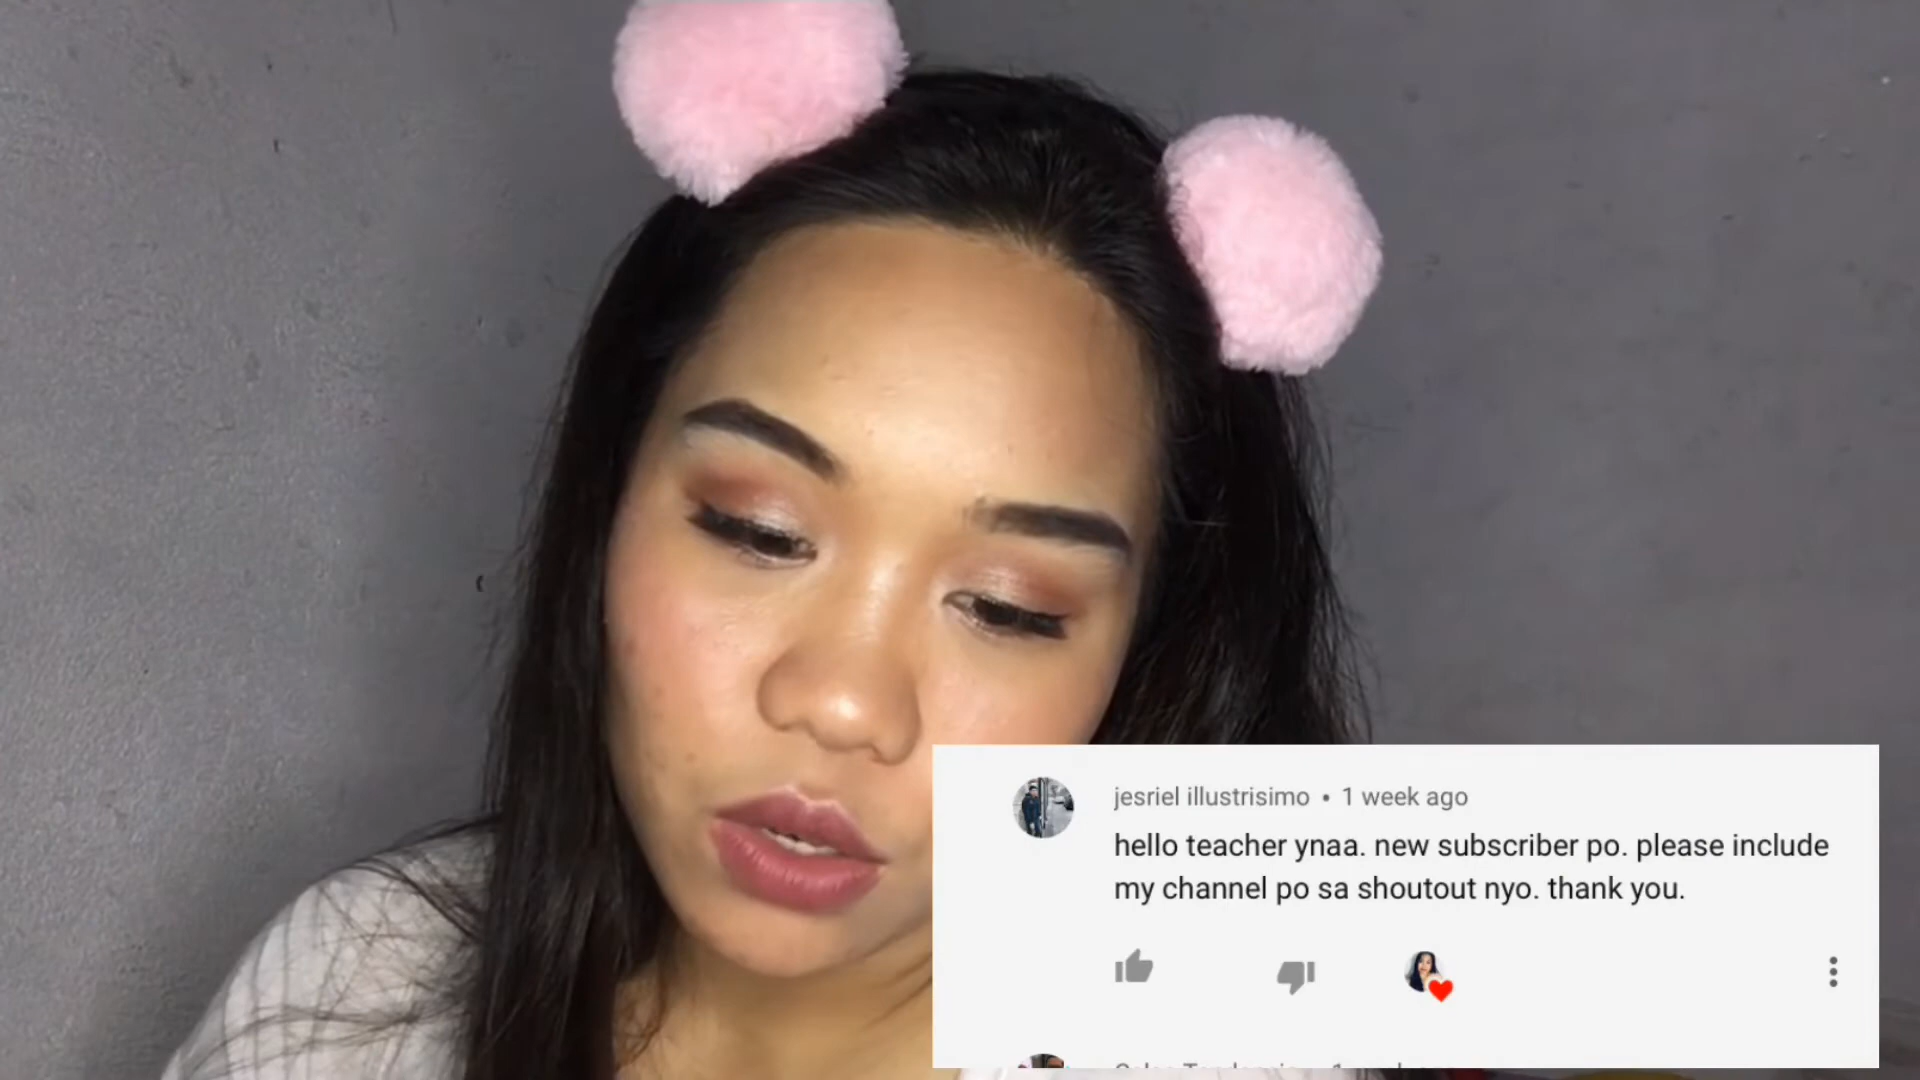 jesriel illustrisimo • 1 week ago
hello teacher ynaa. new subscriber po. please include
my channel po sa shoutout nyo. thank you.